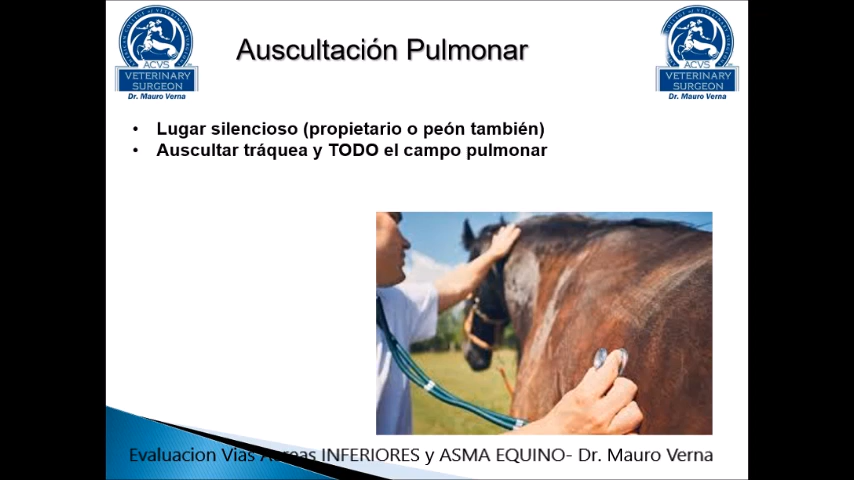 Auscultación Pulmonar
ACVS
VETERINARY
SURGEON
Dr. Mauro Verna
ACVS
VETERINARY
SURGEON
Dr. Mauro Verna
• Lugar silencioso (propietario o peón también)
• Auscultar tráquea y TODO el campo pulmonar
Evaluacion Vias Aereas INFERIORES y ASMA EQUINO- Dr. Mauro Verna